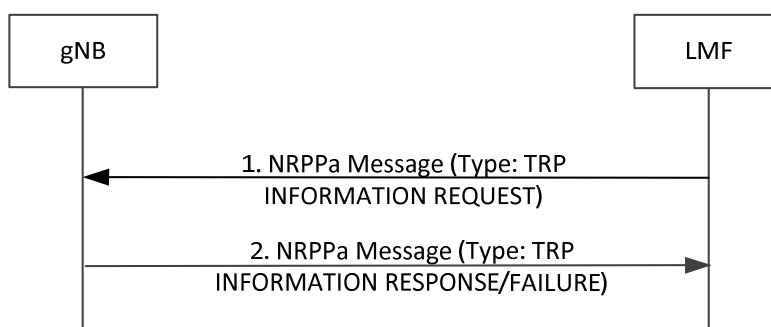 gNB
LMF
1. NRPPa Message (Type: TRP
INFORMATION REQUEST)
2. NRPPa Message (Type: TRP
INFORMATION RESPONSE/FAILURE)